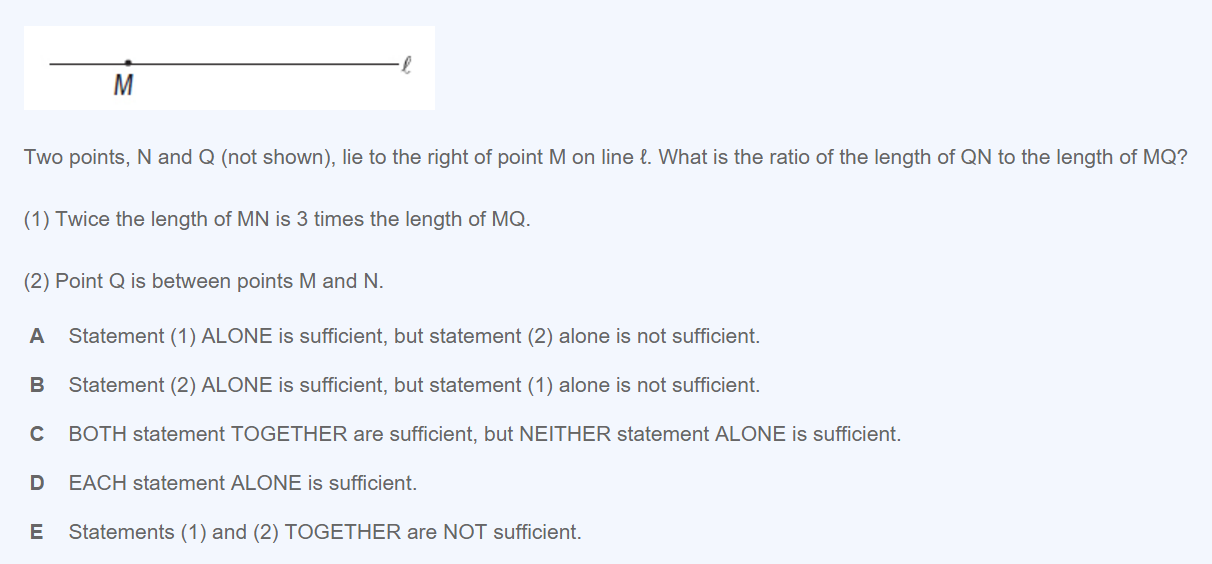 ℓ
M
Two points, N and Q (not shown), lie to the right of point M on line ℓ. What is the ratio of the length of QN to the length of MQ?
(1) Twice the length of MN is 3 times the length of MQ.
(2) Point Q is between points M and N.
A Statement (1) ALONE is sufficient, but statement (2) alone is not sufficient.
B Statement (2) ALONE is sufficient, but statement (1) alone is not sufficient.
C BOTH statement TOGETHER are sufficient, but NEITHER statement ALONE is sufficient.
D EACH statement ALONE is sufficient.
E Statements (1) and (2) TOGETHER are NOT sufficient.